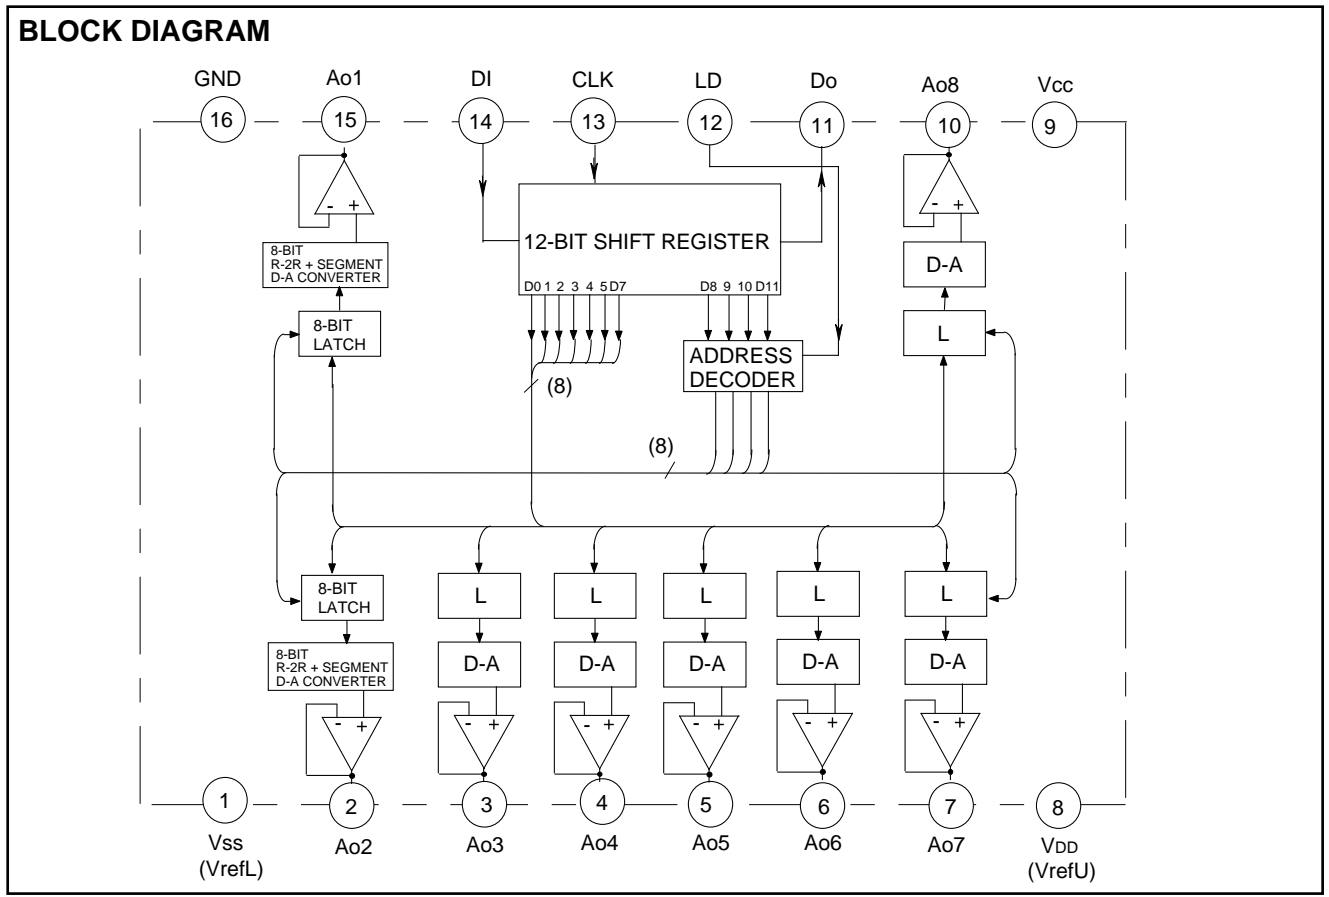 BLOCK DIAGRAM
GND Ao1 DI CLK LD Do Ao8 Vcc
16 15 14 13 12 11 10 9
- +
- +
12-BIT SHIFT REGISTER
8-BIT
R-2R + SEGMENT
D-A CONVERTER
D-A
D0 1 2 3 4 5 D7 D8 9 10 D11
8-BIT
LATCH
L
ADDRESS
DECODER
(8)
(8)
8-BIT
LATCH
L L L L L
8-BIT
R-2R + SEGMENT
D-A CONVERTER
D-A D-A D-A D-A D-A
- + - + - + - + - + - +
1 2 3 4 5 6 7 8
Vss Ao2 Ao3 Ao4 Ao5 Ao6 Ao7 VDD
(VrefL) (VrefU)